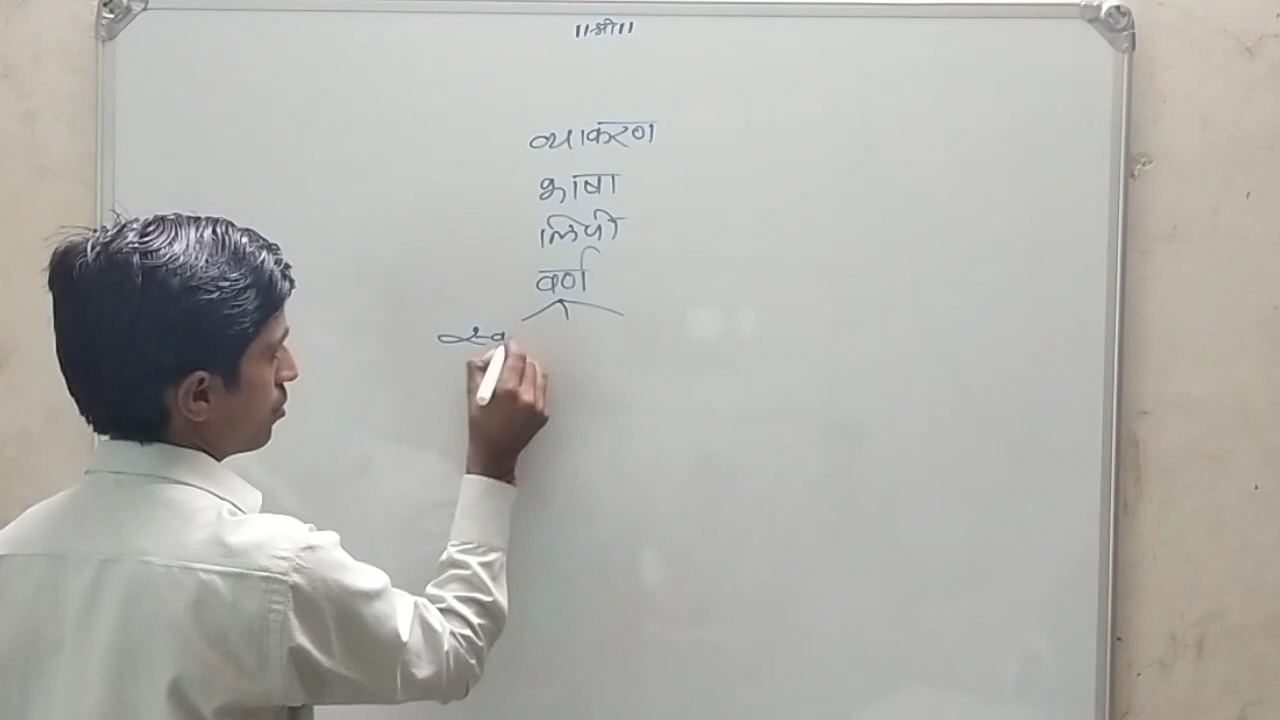 ॥श्री॥
व्याकरण
भाषा
लिपी
वर्ण
स्व